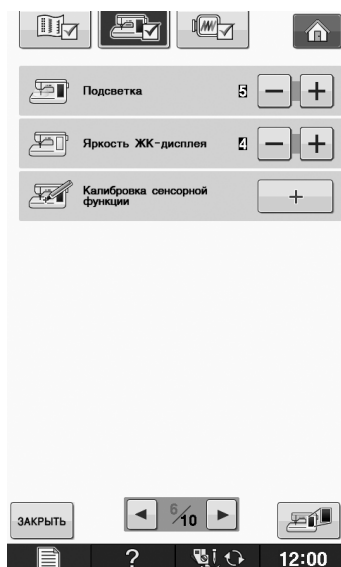 Подсветка 5
Яркость ЖК-дисплея 4
Калибровка сенсорной
функции
ЗАКРЫТЬ
6/10
? 12:00